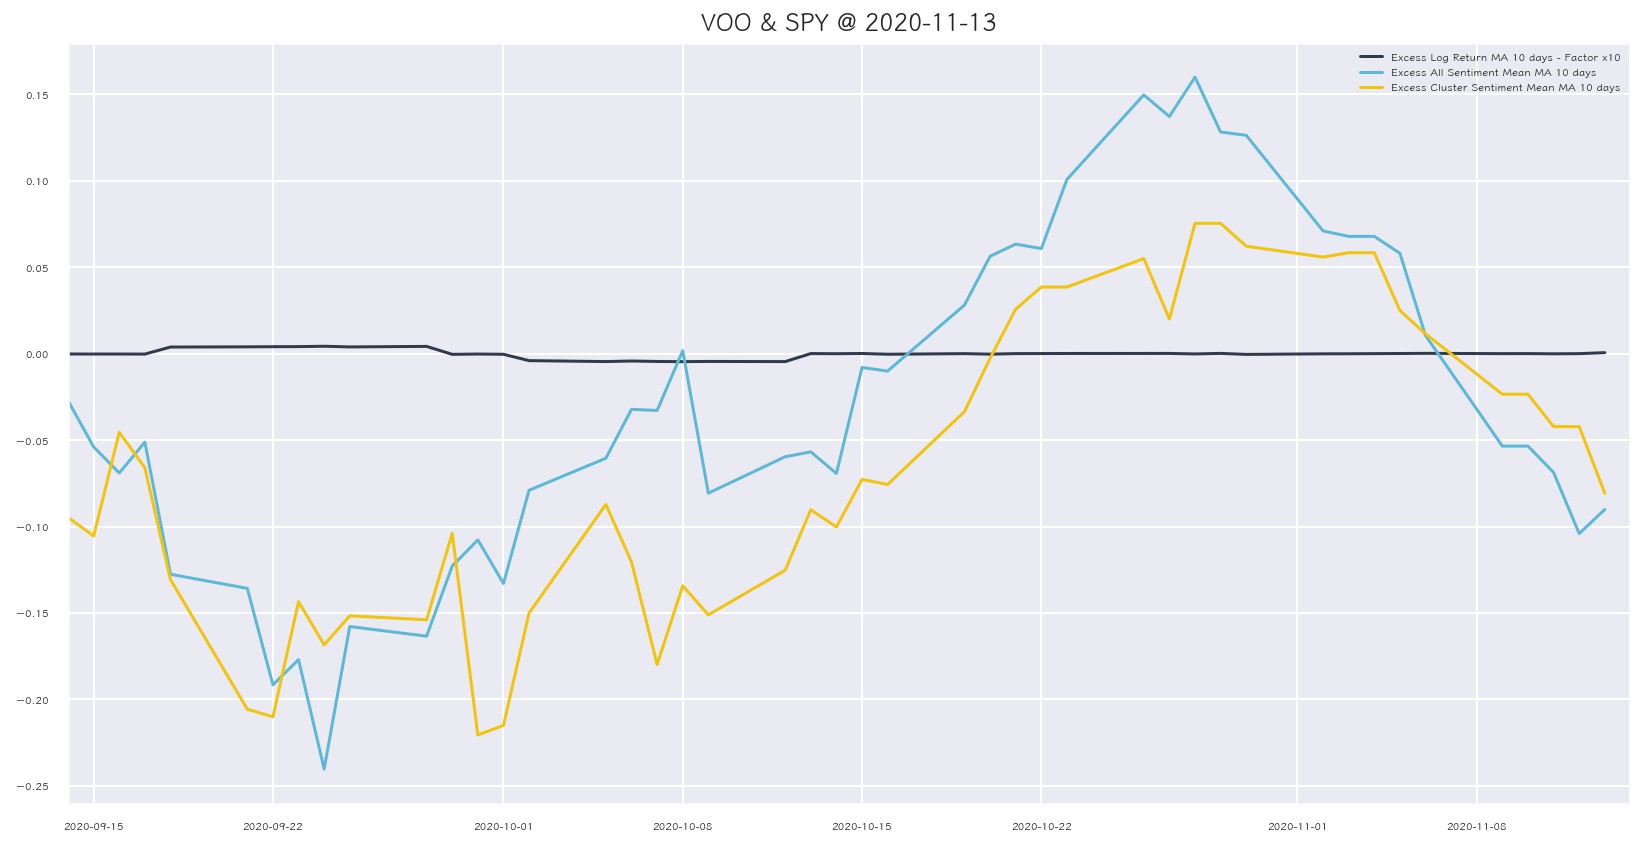 VOO & SPY @ 2020-11-13
Excess Log Return MA 10 days - Factor x10
Excess All Sentiment Mean MA 10 days
Excess Cluster Sentiment Mean MA 10 days
0.15
0.10
0.05
0.00
−0.05
−0.10
−0.15
−0.20
−0.25
2020-09-15 2020-09-22 2020-10-01 2020-10-08 2020-10-15 2020-10-22 2020-11-01 2020-11-08